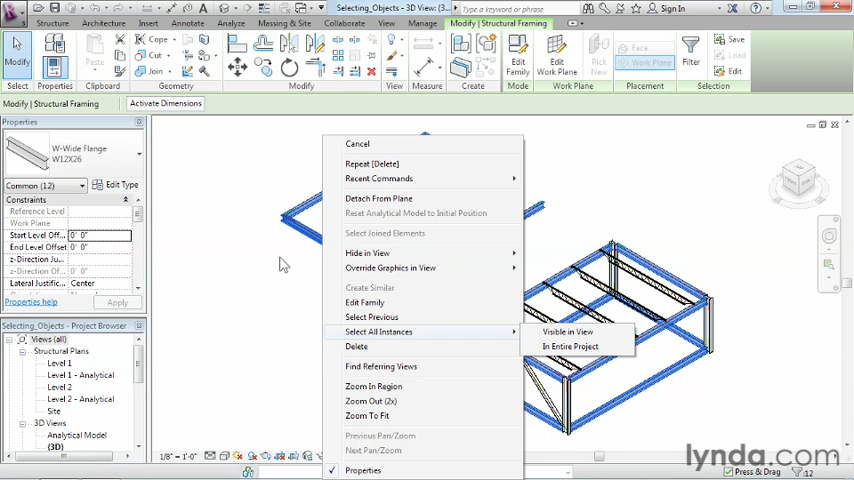 Selecting_Objects - 3D View: {3...
Type a keyword or phrase
Sign In
Structure Architecture Insert Annotate Analyze Massing & Site Collaborate View Manage Modify | Structural Framing
Modify
Properties
Cope
Cut
Join
Edit Family
Edit Work Plane
Pick New
Face
Work Plane
Filter
Save
Load
Edit
Select Properties Clipboard Geometry Modify View Measure Create Mode Work Plane Placement Selection
Modify | Structural Framing Activate Dimensions
Properties
W-Wide Flange
W12X26
Common (12) Edit Type
Constraints
Reference Level
Work Plane
Start Level Off... 0' 0"
End Level Offset 0' 0"
z-Direction Ju...
z-Direction Of...
Lateral Justific... Center
Properties help Apply
Selecting_Objects - Project Browser
Views (all)
Structural Plans
Level 1
Level 1 - Analytical
Level 2
Level 2 - Analytical
Site
3D Views
Analytical Model
{3D}
Cancel
Repeat [Delete]
Recent Commands
Detach From Plane
Reset Analytical Model to Initial Position
Select Joined Elements
Hide in View
Override Graphics in View
Create Similar
Edit Family
Select Previous
Select All Instances
Delete
Find Referring Views
Zoom In Region
Zoom Out (2x)
Zoom To Fit
Previous Pan/Zoom
Next Pan/Zoom
Properties
Visible in View
In Entire Project
1/8" = 1'-0"
lynda.com
Press & Drag
:12